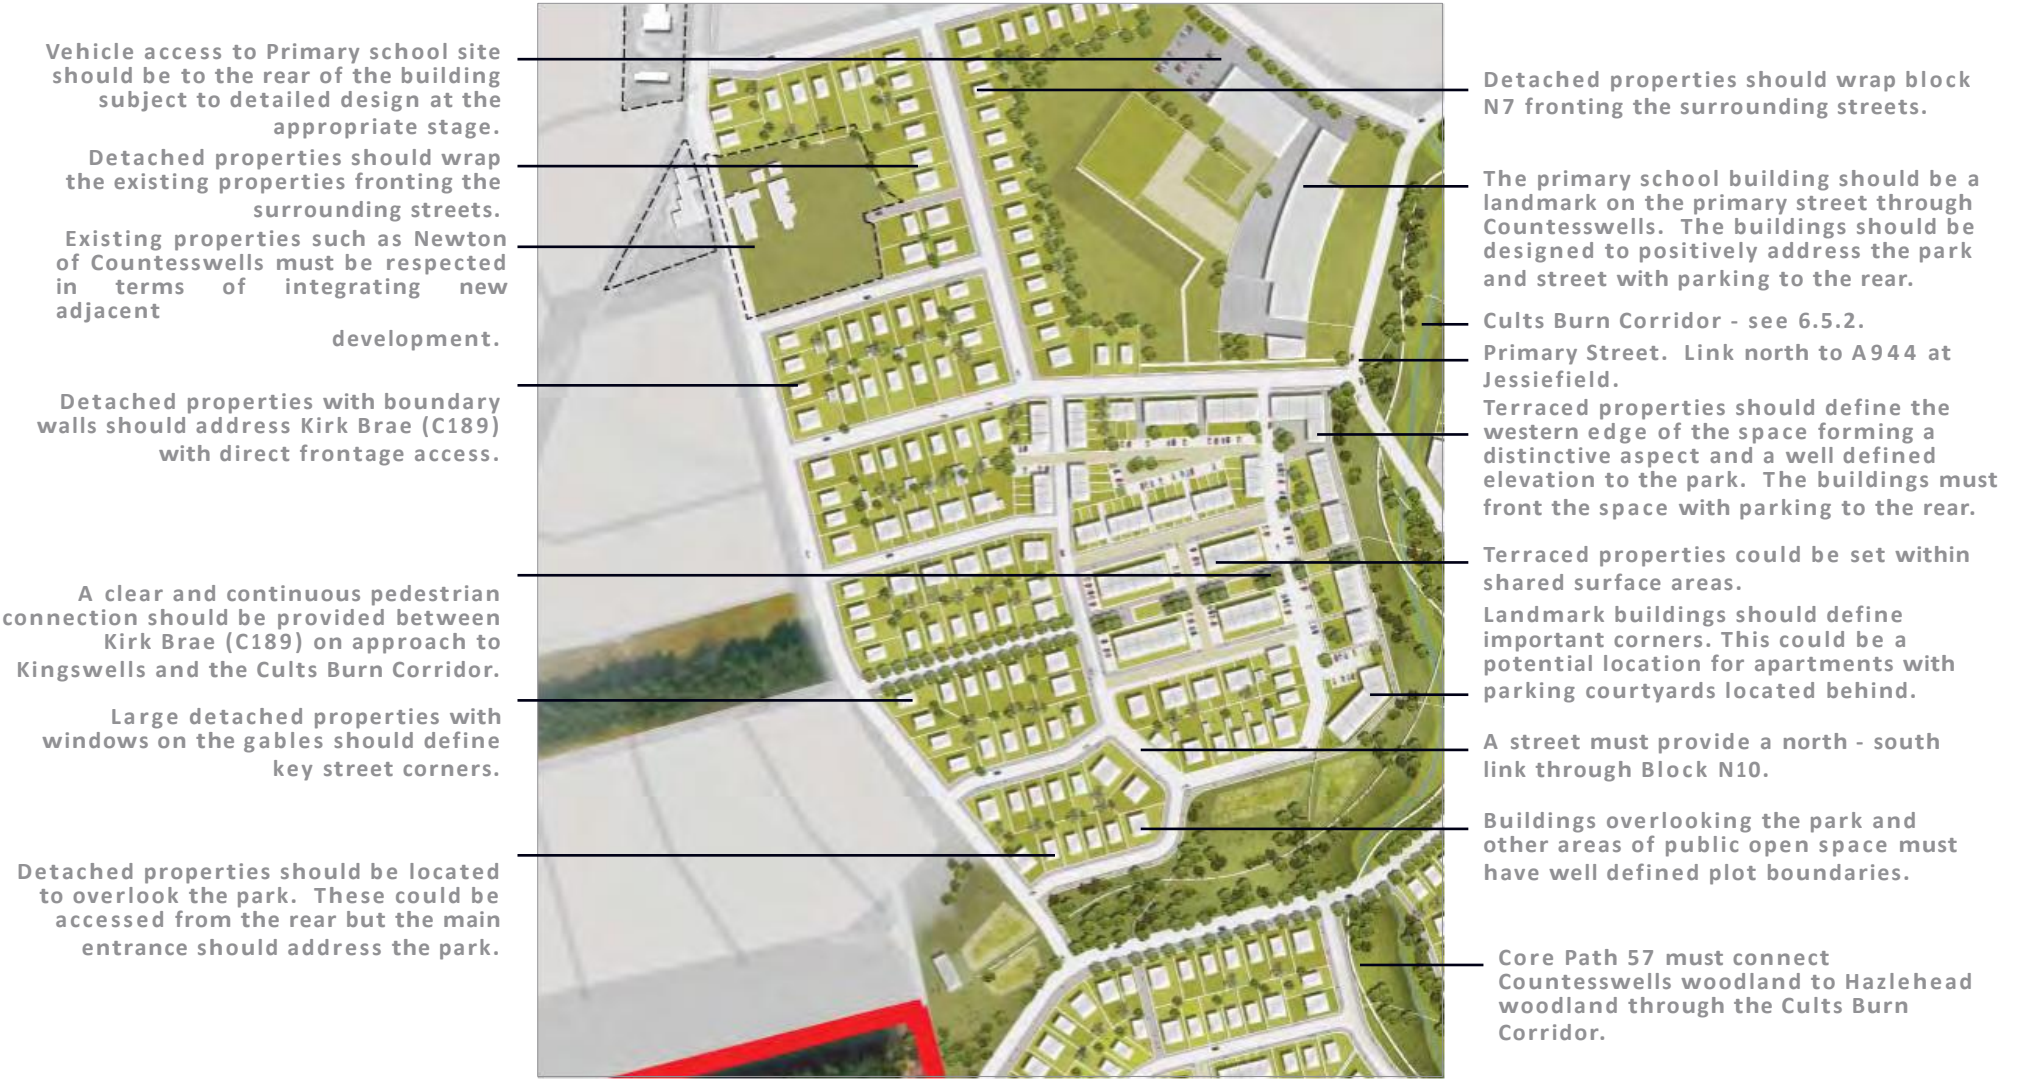 Vehicle access to Primary school site
should be to the rear of the building
subject to detailed design at the
appropriate stage.
Detached properties should wrap
the existing properties fronting the
surrounding streets.
Existing properties such as Newton
of Countesswells must be respected
in terms of integrating new
adjacent
development.
Detached properties with boundary
walls should address Kirk Brae (C189)
with direct frontage access.
A clear and continuous pedestrian
connection should be provided between
Kirk Brae (C189) on approach to
Kingswells and the Cults Burn Corridor.
Large detached properties with
windows on the gables should define
key street corners.
Detached properties should be located
to overlook the park. These could be
accessed from the rear but the main
entrance should address the park.
Detached properties should wrap block
N7 fronting the surrounding streets.
The primary school building should be a
landmark on the primary street through
Countesswells. The buildings should be
designed to positively address the park
and street with parking to the rear.
Cults Burn Corridor - see 6.5.2.
Primary Street. Link north to A944 at
Jessiefield.
Terraced properties should define the
western edge of the space forming a
distinctive aspect and a well defined
elevation to the park. The buildings must
front the space with parking to the rear.
Terraced properties could be set within
shared surface areas.
Landmark buildings should define
important corners. This could be a
potential location for apartments with
parking courtyards located behind.
A street must provide a north - south
link through Block N10.
Buildings overlooking the park and
other areas of public open space must
have well defined plot boundaries.
Core Path 57 must connect
Countesswells woodland to Hazlehead
woodland through the Cults Burn
Corridor.